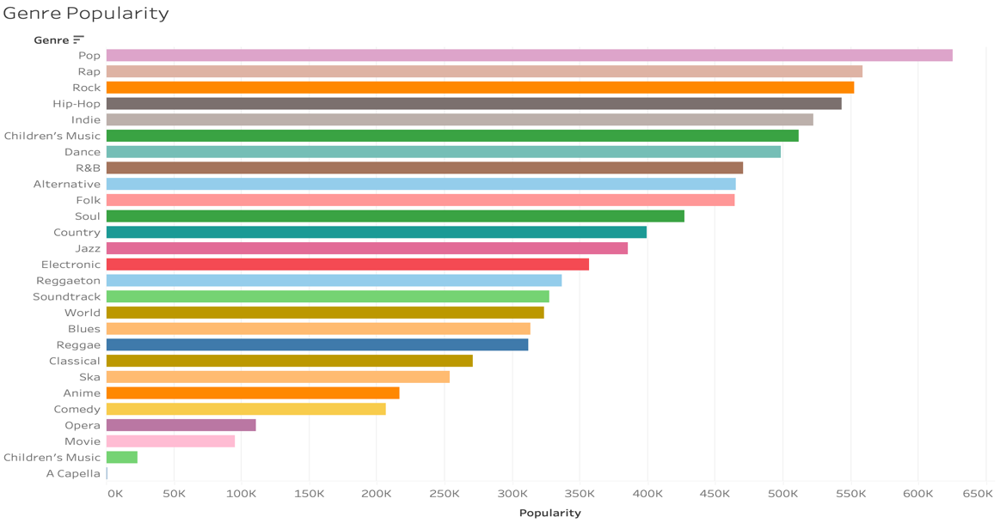 Genre Popularity
Genre
Pop
Rap
Rock
Hip-Hop
Indie
Children's Music
Dance
R&B
Alternative
Folk
Soul
Country
Jazz
Electronic
Reggaeton
Soundtrack
World
Blues
Reggae
Classical
Ska
Anime
Comedy
Opera
Movie
Children’s Music
A Capella
0K 50K 100K 150K 200K 250K 300K 350K 400K 450K 500K 550K 600K 650K
Popularity